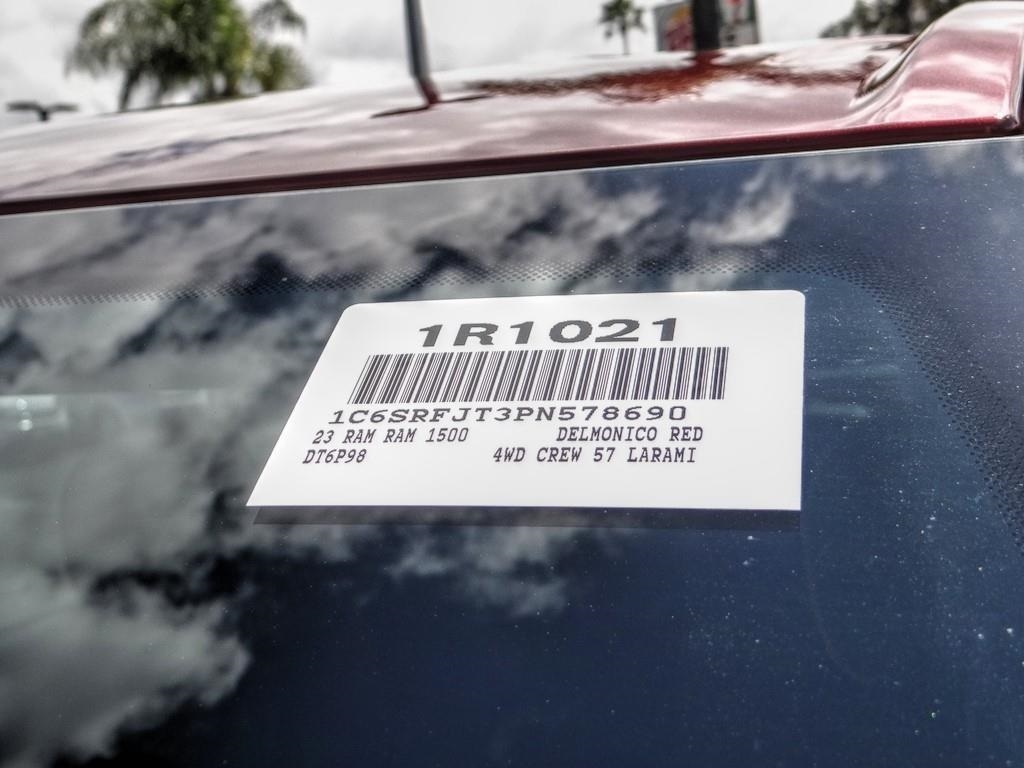 1R1021
1C6SRFJT3PN578690
23 RAM RAM 1500 DELMONICO RED
DT6P98 4WD CREW 57 LARAMI